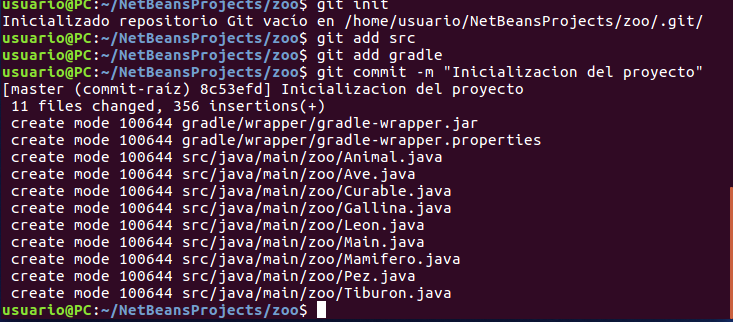 usuario@PC:~/NetBeansProjects/zoo$ git init
Inicializado repositorio Git vacío en /home/usuario/NetBeansProjects/zoo/.git/
usuario@PC:~/NetBeansProjects/zoo$ git add src
usuario@PC:~/NetBeansProjects/zoo$ git add gradle
usuario@PC:~/NetBeansProjects/zoo$ git commit -m "Inicializacion del proyecto"
[master (commit-raíz) 8c53efd] Inicializacion del proyecto
 11 files changed, 356 insertions(+)
 create mode 100644 gradle/wrapper/gradle-wrapper.jar
 create mode 100644 gradle/wrapper/gradle-wrapper.properties
 create mode 100644 src/java/main/zoo/Animal.java
 create mode 100644 src/java/main/zoo/Ave.java
 create mode 100644 src/java/main/zoo/Curable.java
 create mode 100644 src/java/main/zoo/Gallina.java
 create mode 100644 src/java/main/zoo/Leon.java
 create mode 100644 src/java/main/zoo/Main.java
 create mode 100644 src/java/main/zoo/Mamifero.java
 create mode 100644 src/java/main/zoo/Pez.java
 create mode 100644 src/java/main/zoo/Tiburon.java
usuario@PC:~/NetBeansProjects/zoo$